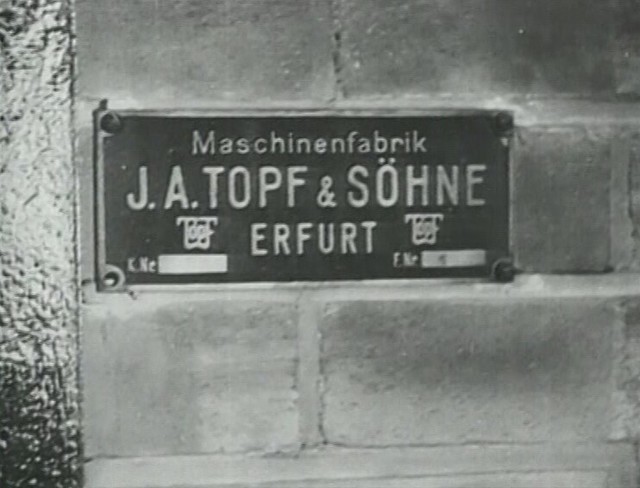 Maschinenfabrik
J. A. TOPF & SÖHNE
ERFURT
K. Nr F. Nr